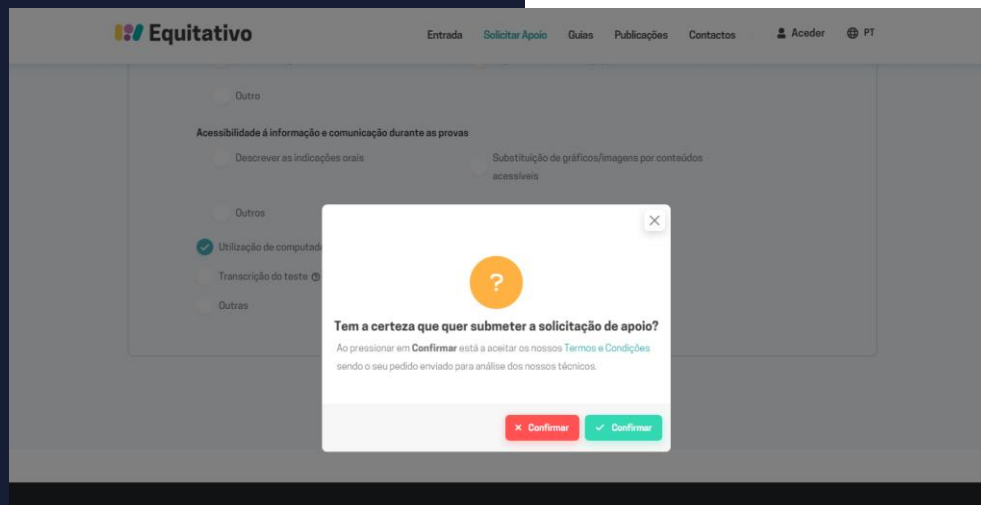 Equitativo
Entrada Solicitar Apoio Guias Publicações Contactos Aceder PT
Outro
Acessibilidade á informação e comunicação durante as provas
Descrever as indicações orais
Substituição de gráficos/imagens por conteúdos
acessíveis
Outros
Utilização de
Transcrição do teste
Outras
?
Tem a certeza que quer submeter a solicitação de apoio?
Ao pressionar em Confirmar está a aceitar os nossos Termos e Condições
sendo o seu pedido enviado para análise dos nossos técnicos.
× Confirmar ✓ Confirmar